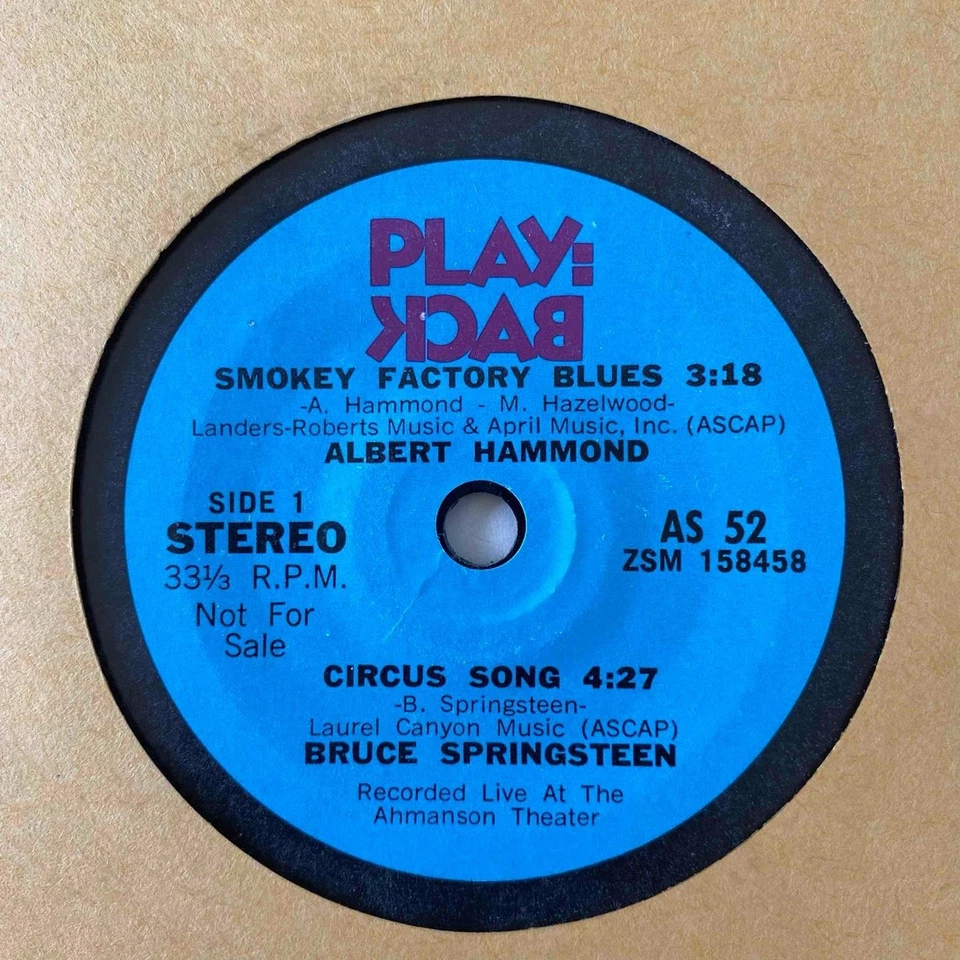 PLAY:
BACK
SMOKEY FACTORY BLUES 3:18
-A. Hammond - M. Hazelwood-
Landers-Roberts Music & April Music, Inc. (ASCAP)
ALBERT HAMMOND
SIDE 1
STEREO
33⅓ R.P.M.
Not For
Sale
AS 52
ZSM 158458
CIRCUS SONG 4:27
-B. Springsteen-
Laurel Canyon Music (ASCAP)
BRUCE SPRINGSTEEN
Recorded Live At The
Ahmanson Theater